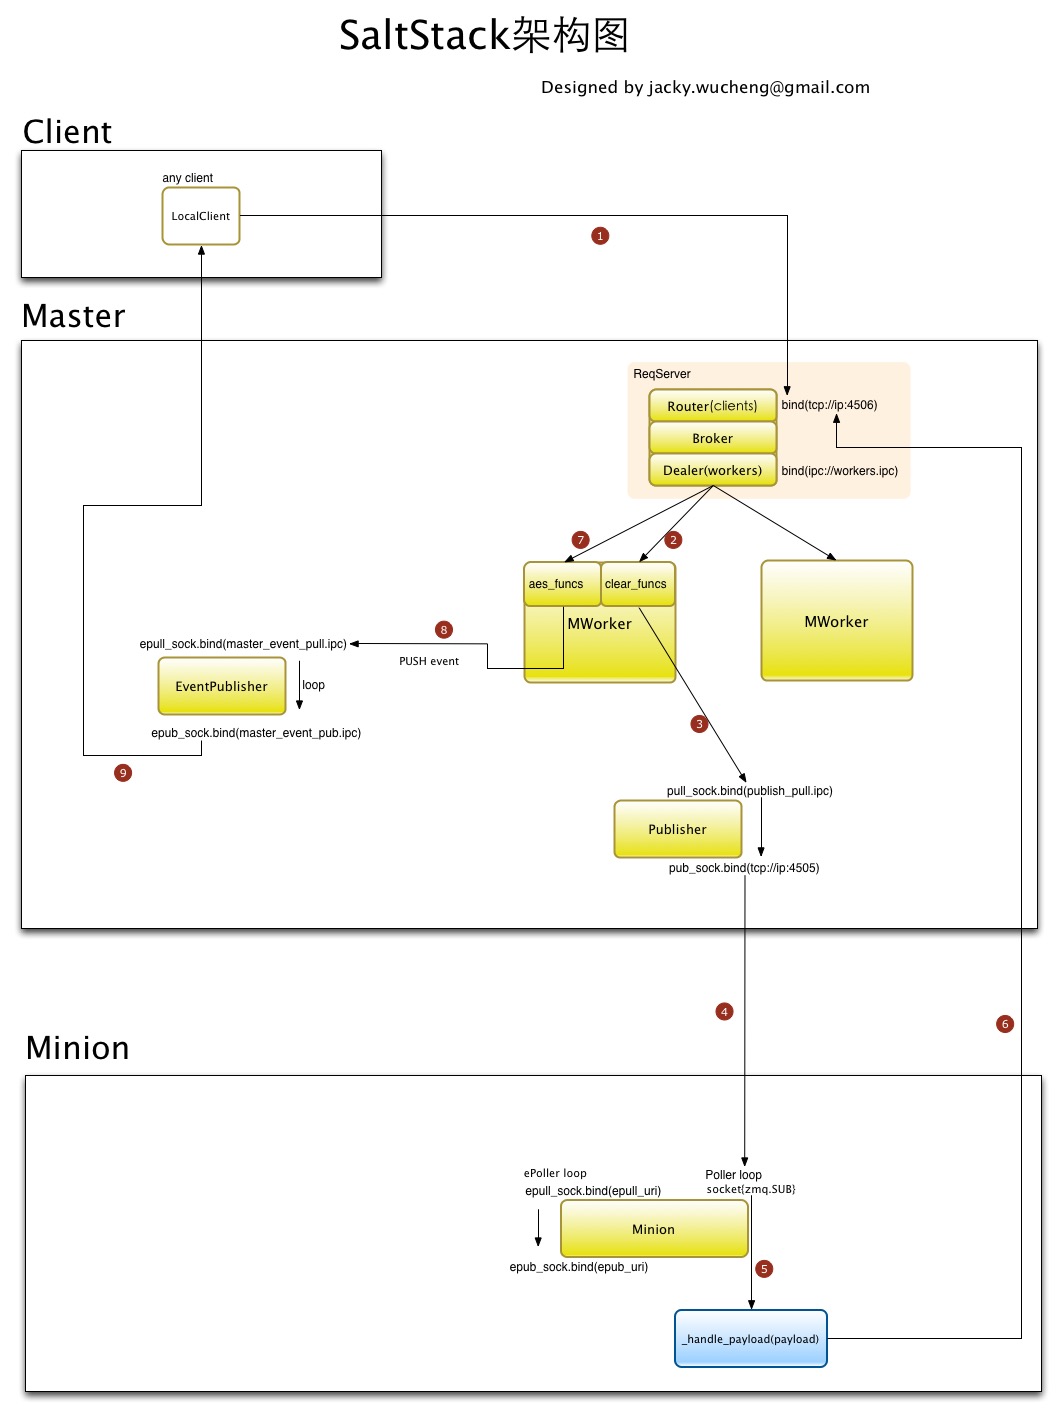 SaltStack架构图
Designed by jacky.wucheng@gmail.com
Client
any client
LocalClient
1
Master
ReqServer
Router(clients)
bind(tcp://ip:4506)
Broker
Dealer(workers)
bind(ipc://workers.ipc)
7
2
aes_funcs
clear_funcs
MWorker
MWorker
8
epull_sock.bind(master_event_pull.ipc)
PUSH event
EventPublisher
loop
3
epub_sock.bind(master_event_pub.ipc)
9
pull_sock.bind(publish_pull.ipc)
Publisher
pub_sock.bind(tcp://ip:4505)
4
6
Minion
ePoller loop
Poller loop
epull_sock.bind(epull_uri)
socket{zmq.SUB}
Minion
epub_sock.bind(epub_uri)
5
_handle_payload(payload)